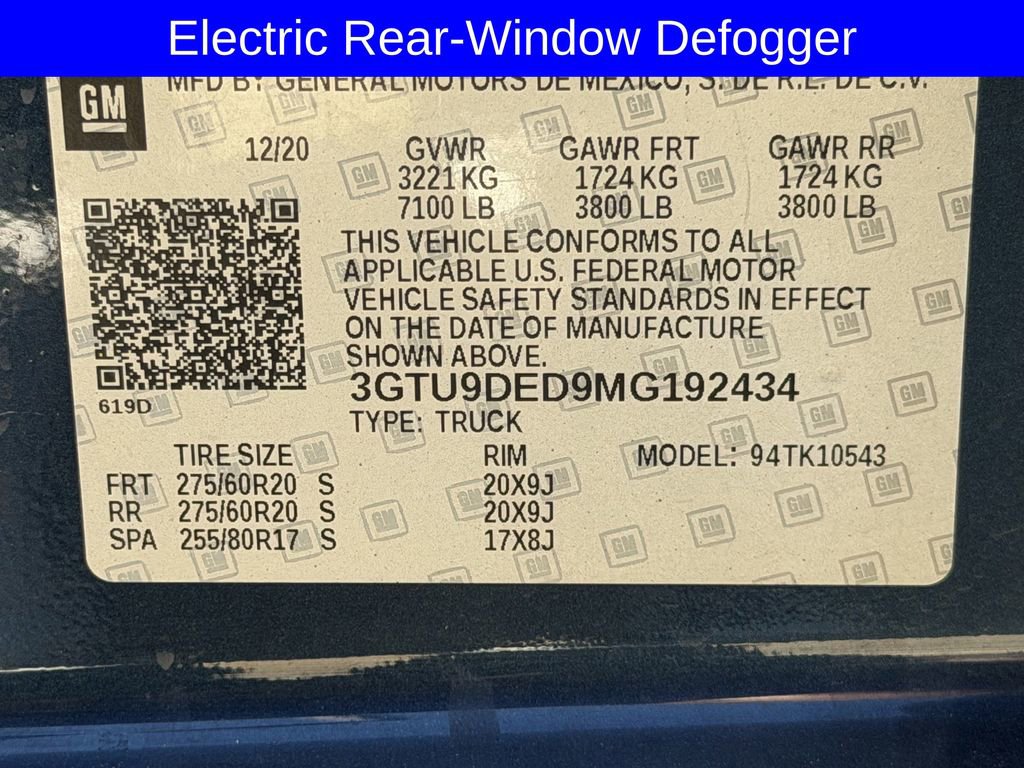 Electric Rear-Window Defogger
MFD BY GENERAL MOTORS DE MEXICO, S. DE R.L. DE C.V.
GM
12/20 GVWR GAWR FRT GAWR RR
3221 KG 1724 KG 1724 KG
7100 LB 3800 LB 3800 LB
THIS VEHICLE CONFORMS TO ALL
APPLICABLE U.S. FEDERAL MOTOR
VEHICLE SAFETY STANDARDS IN EFFECT
ON THE DATE OF MANUFACTURE
SHOWN ABOVE.
3GTU9DED9MG192434
619D
TYPE: TRUCK
TIRE SIZE RIM MODEL: 94TK10543
FRT 275/60R20 S 20X9J
RR 275/60R20 S 20X9J
SPA 255/80R17 S 17X8J